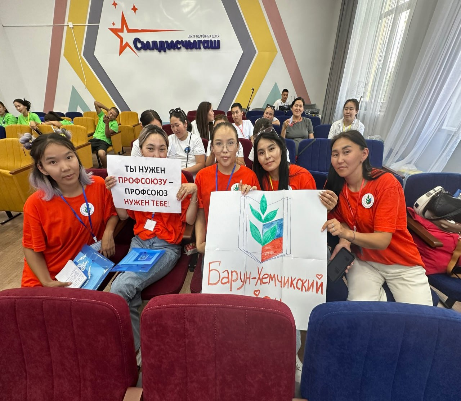 Сылдысчыгаш
ТЫ НУЖЕН
ПРОФСОЮЗУ –
ПРОФСОЮЗ
НУЖЕН ТЕБЕ!
Барун-Хемчикский